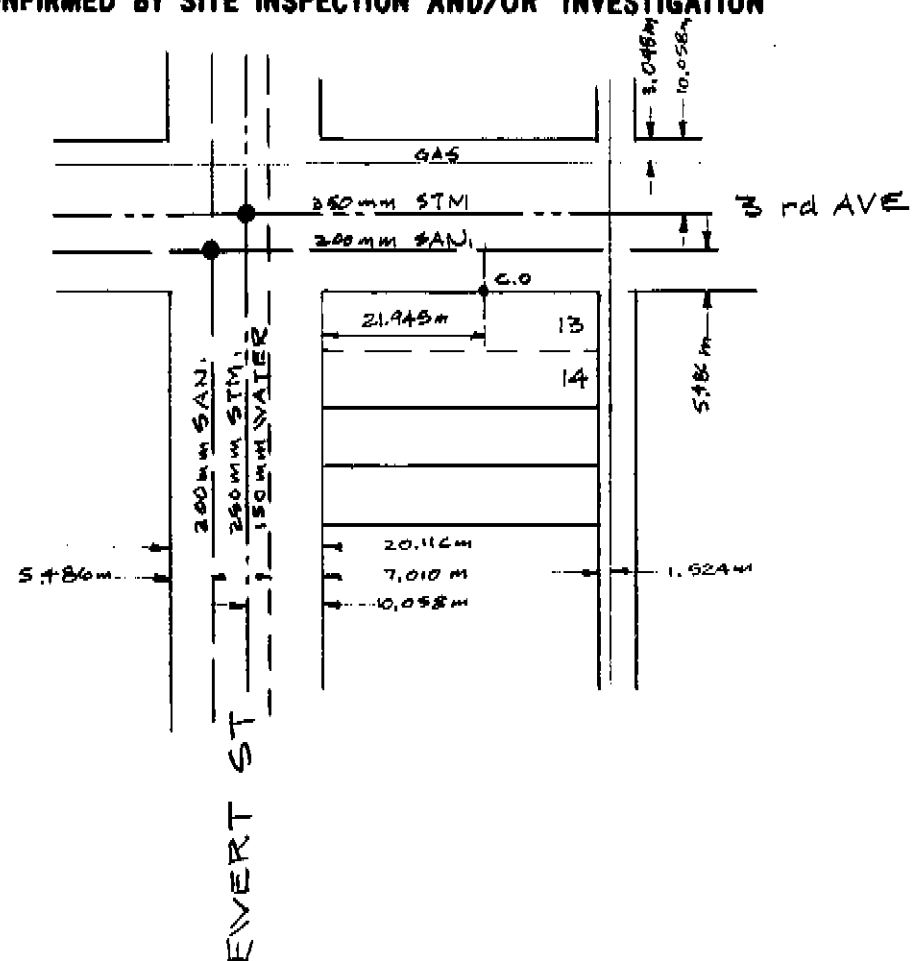 NFIRMED BY SITE INSPECTION AND/OR INVESTIGATION
3.048m
10.058m
GAS
350mm STM
3 rd AVE
200mm SAN.
C.O
21.945m
13
14
5.486m
200mm SAN.
250mm STM.
150mm WATER
20.116m
5.486m
7.010 m
1.524m
10.058m
EWERT ST